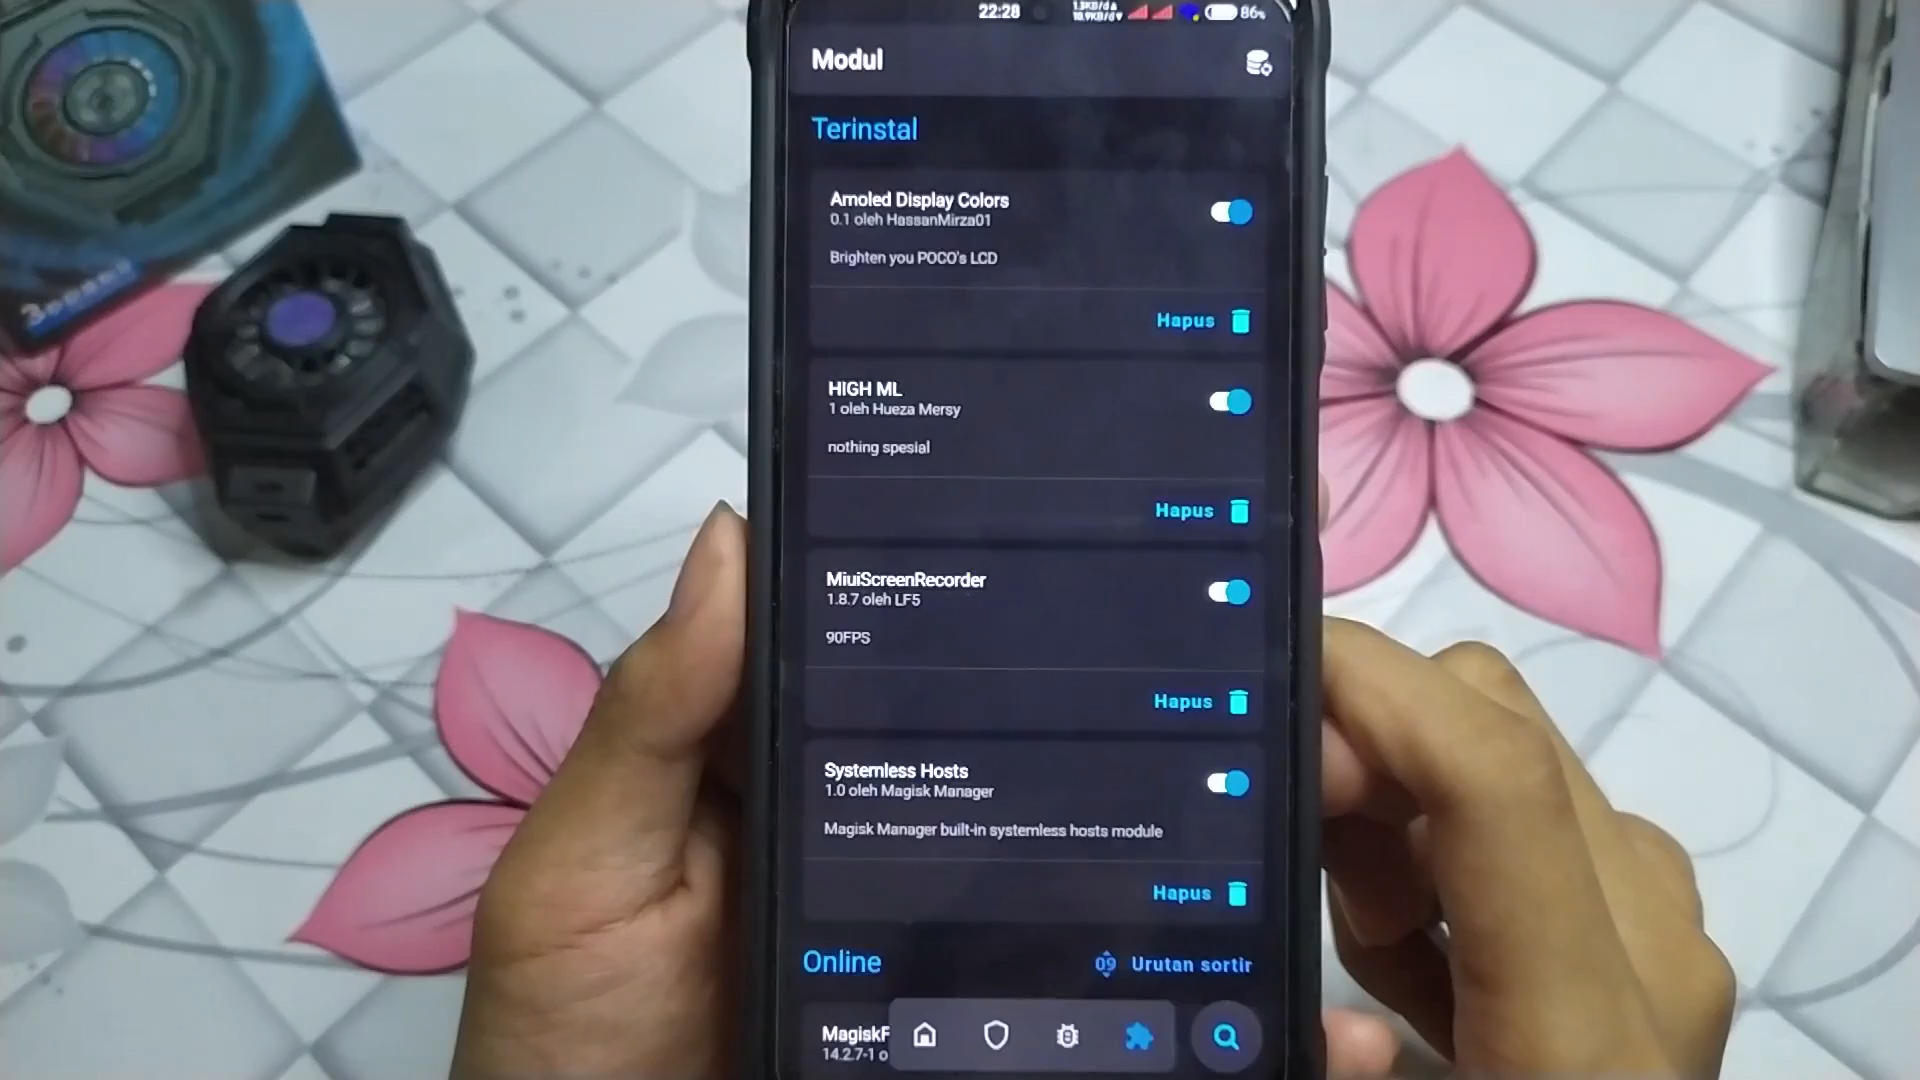 22:28
86%
Modul
Terinstal
Amoled Display Colors
0.1 oleh HassanMirza01
Brighten you POCO's LCD
Hapus
HIGH ML
1 oleh Hueza Mersy
nothing spesial
Hapus
MiuiScreenRecorder
1.8.7 oleh LF5
90FPS
Hapus
Systemless Hosts
1.0 oleh Magisk Manager
Magisk Manager built-in systemless hosts module
Hapus
Online
Urutan sortir
MagiskF
14.2.7-1 o